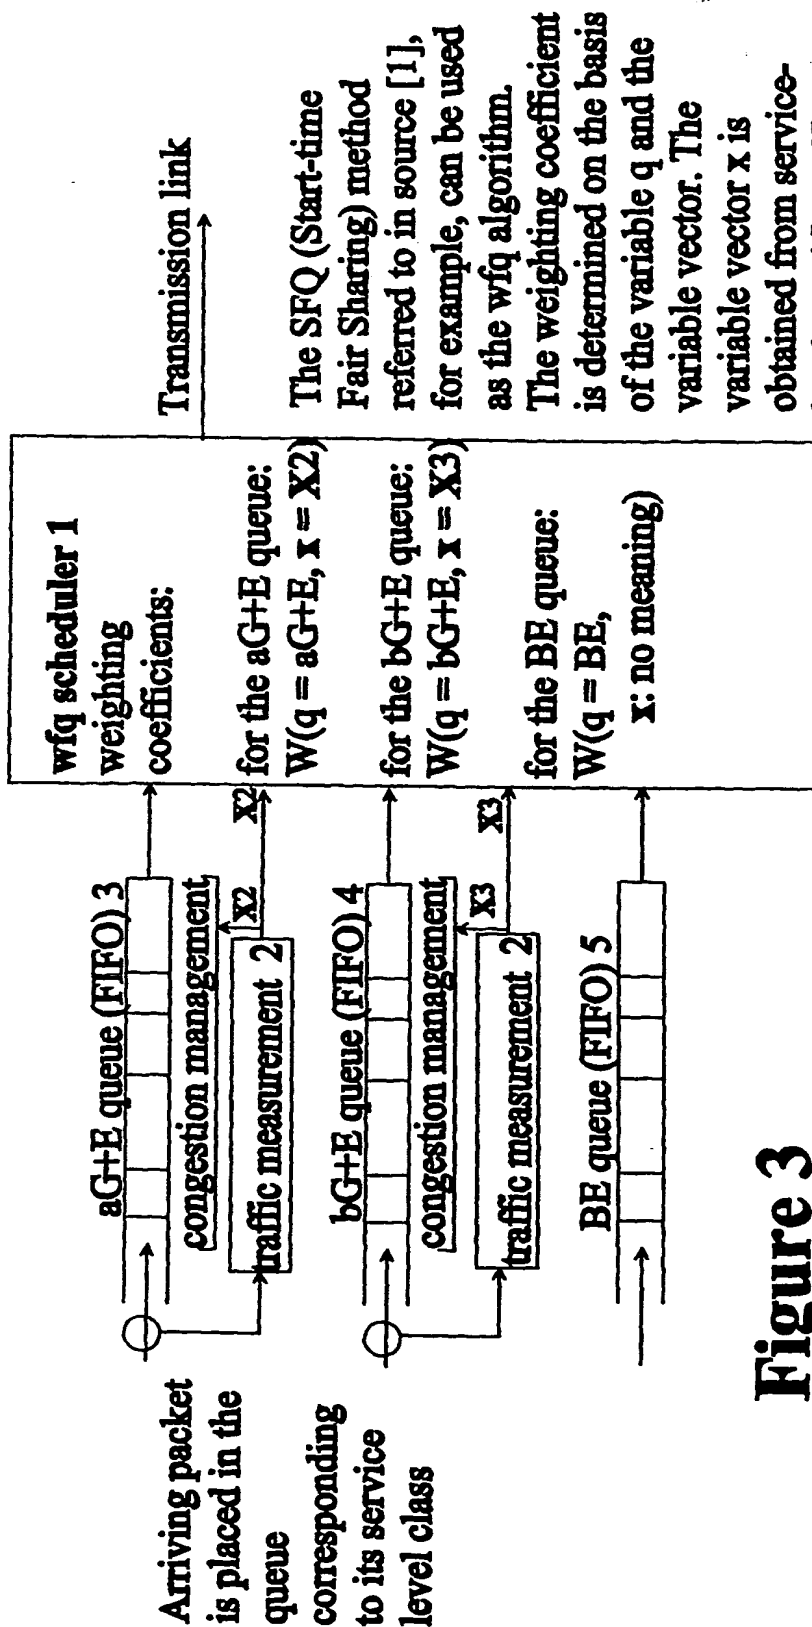 Arriving packet
is placed in the
queue
corresponding
to its service
level class
aG+E queue (FIFO) 3
congestion management
X2
traffic measurement 2
X2
bG+E queue (FIFO) 4
congestion management
X3
traffic measurement 2
X3
BE queue (FIFO) 5
wfq scheduler 1
weighting
coefficients:
for the aG+E queue:
W(q = aG+E, x = X2)
for the bG+E queue:
W(q = bG+E, x = X3)
for the BE queue:
W(q = BE,
x: no meaning)
Transmission link
The SFQ (Start-time
Fair Sharing) method
referred to in source [1],
for example, can be used
as the wfq algorithm.
The weighting coefficient
is determined on the basis
of the variable q and the
variable vector. The
variable vector x is
obtained from service-
Figure 3